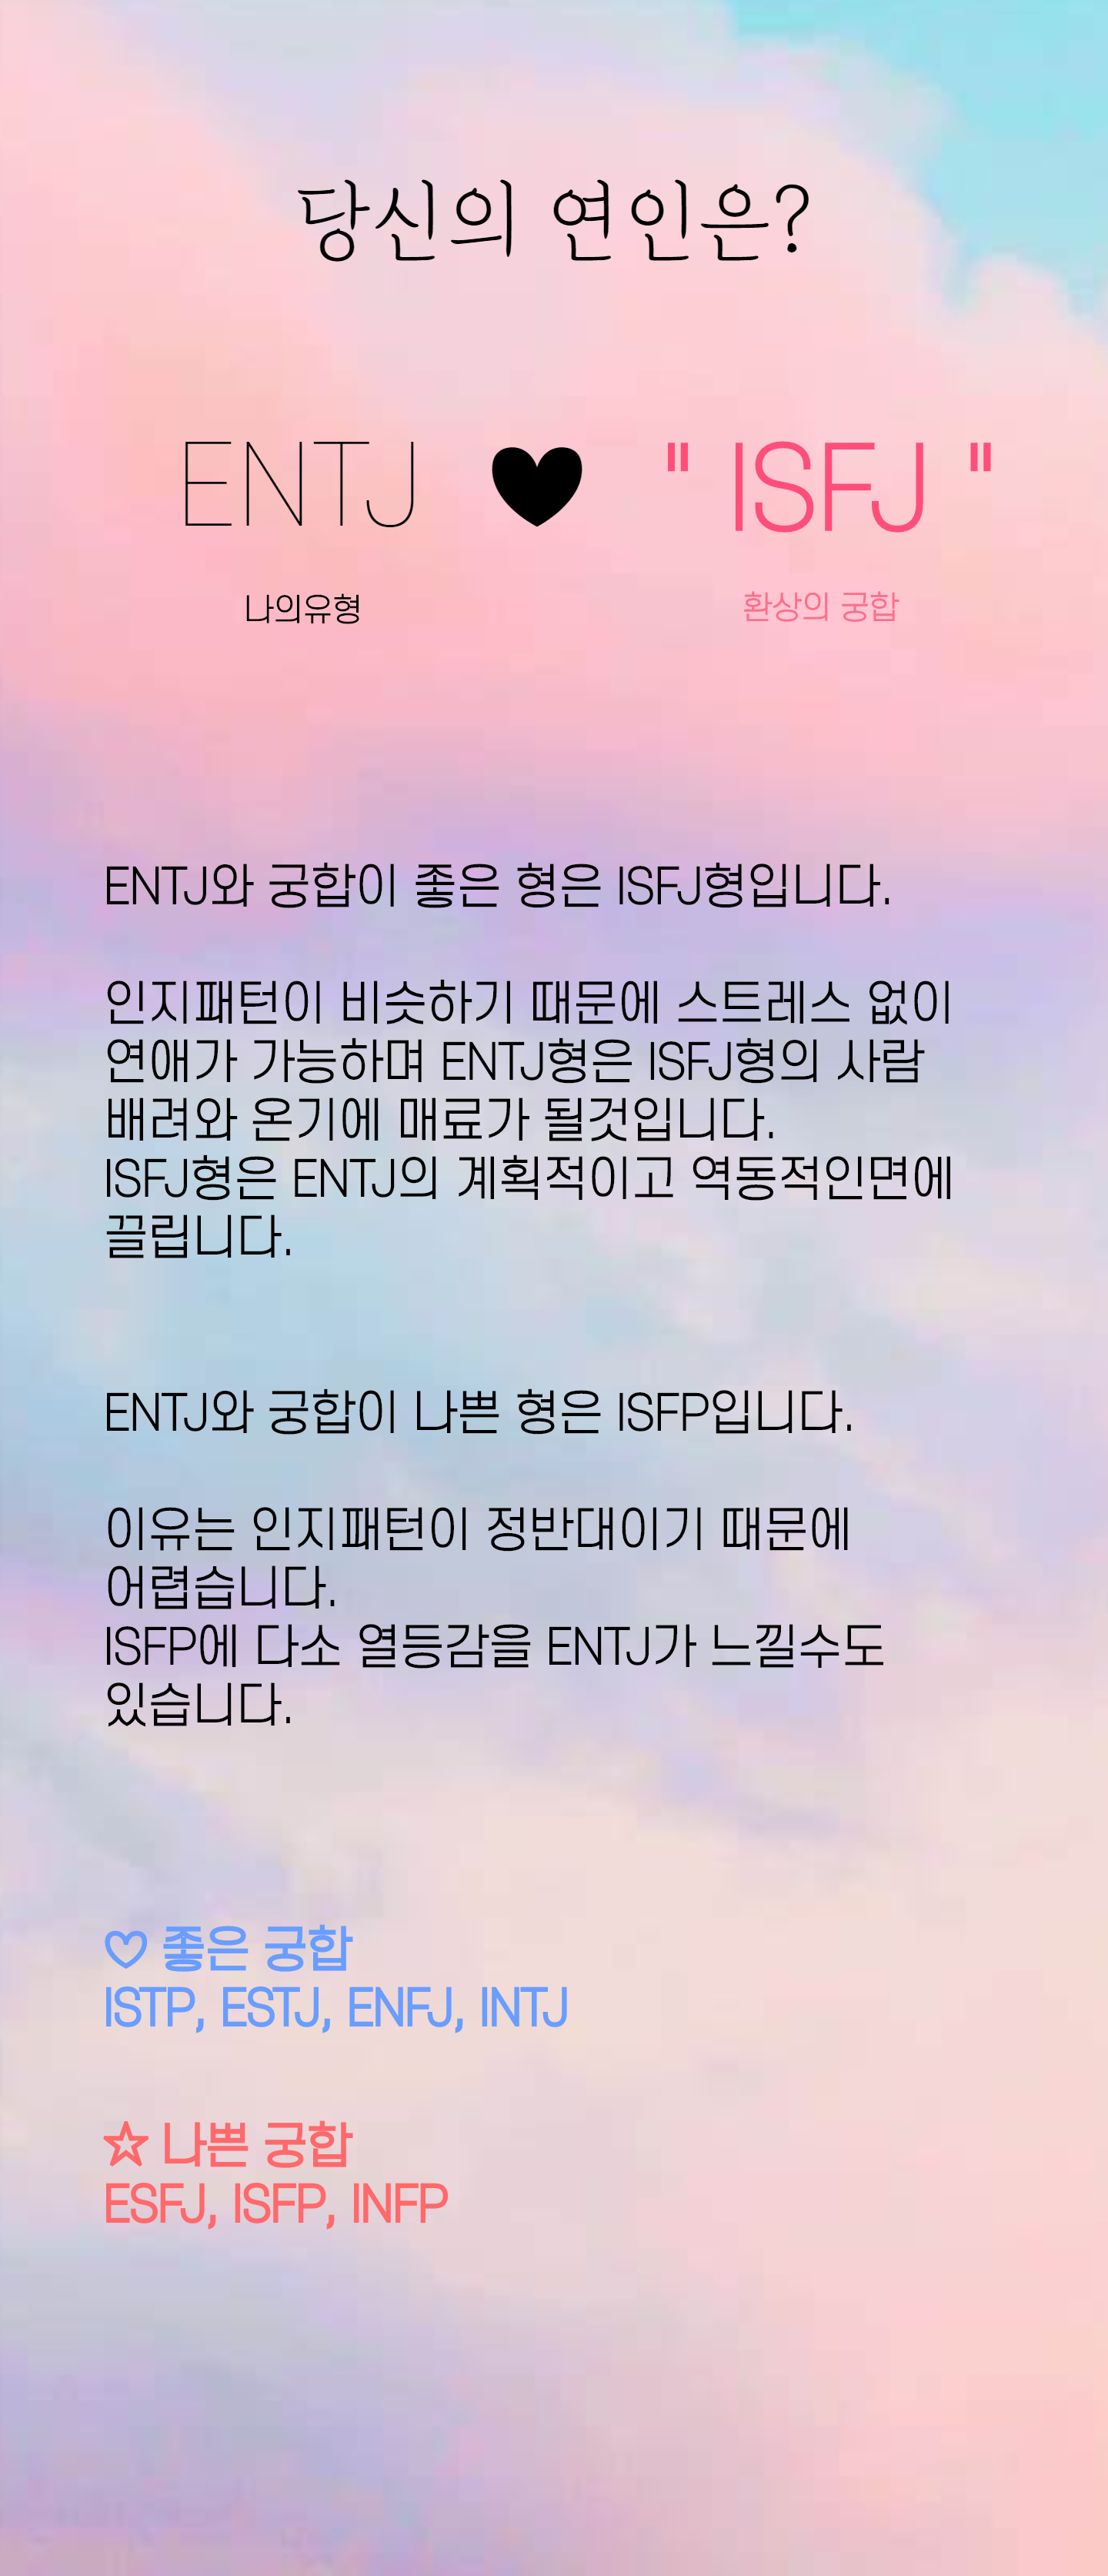 당신의 연인은?
ENTJ ♥ " ISFJ "
나의유형 환상의 궁합
ENTJ와 궁합이 좋은 형은 ISFJ형입니다.
인지패턴이 비슷하기 때문에 스트레스 없이
연애가 가능하며 ENTJ형은 ISFJ형의 사람
배려와 온기에 매료가 될것입니다.
ISFJ형은 ENTJ의 계획적이고 역동적인면에
끌립니다.
ENTJ와 궁합이 나쁜 형은 ISFP입니다.
이유는 인지패턴이 정반대이기 때문에
어렵습니다.
ISFP에 다소 열등감을 ENTJ가 느낄수도
있습니다.
♡ 좋은 궁합
ISTP, ESTJ, ENFJ, INTJ
☆ 나쁜 궁합
ESFJ, ISFP, INFP